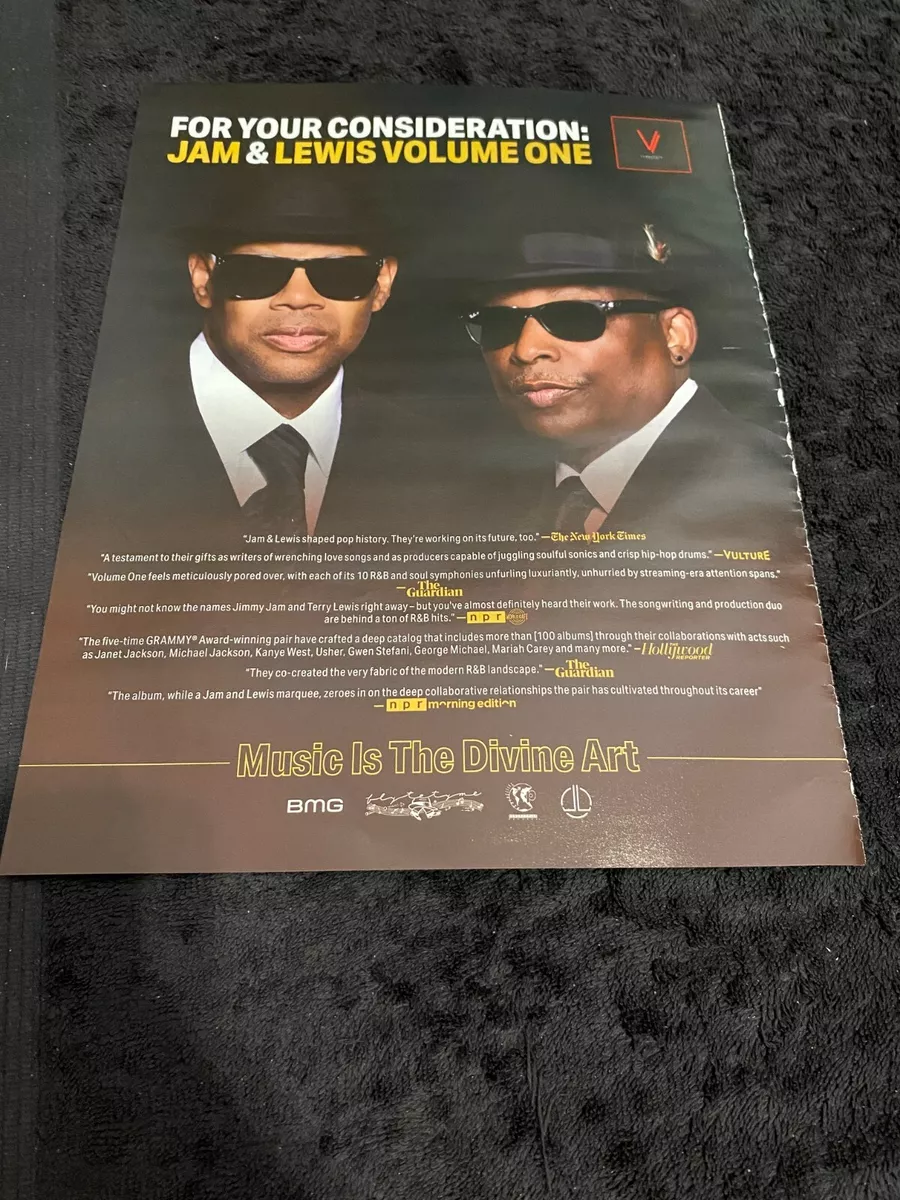 FOR YOUR CONSIDERATION:
JAM & LEWIS VOLUME ONE
V
"Jam & Lewis shaped pop history. They're working on its future, too." —The New York Times
"A testament to their gifts as writers of wrenching love songs and as producers capable of juggling soulful sonics and crisp hip-hop drums." —VULTURE
"Volume One feels meticulously pored over, with each of its 10 R&B and soul symphonies unfurling luxuriantly, unhurried by streaming-era attention spans."
—The Guardian
"You might not know the names Jimmy Jam and Terry Lewis right away – but you've almost definitely heard their work. The songwriting and production duo
are behind a ton of R&B hits." — npr
"The five-time GRAMMY® Award-winning pair have crafted a deep catalog that includes more than [100 albums] through their collaborations with acts such
as Janet Jackson, Michael Jackson, Kanye West, Usher, Gwen Stefani, George Michael, Mariah Carey and many more." —Hollywood REPORTER
"They co-created the very fabric of the modern R&B landscape." —The Guardian
"The album, while a Jam and Lewis marquee, zeroes in on the deep collaborative relationships the pair has cultivated throughout its career"
— npr morning edition
Music Is The Divine Art
BMG flytetyme